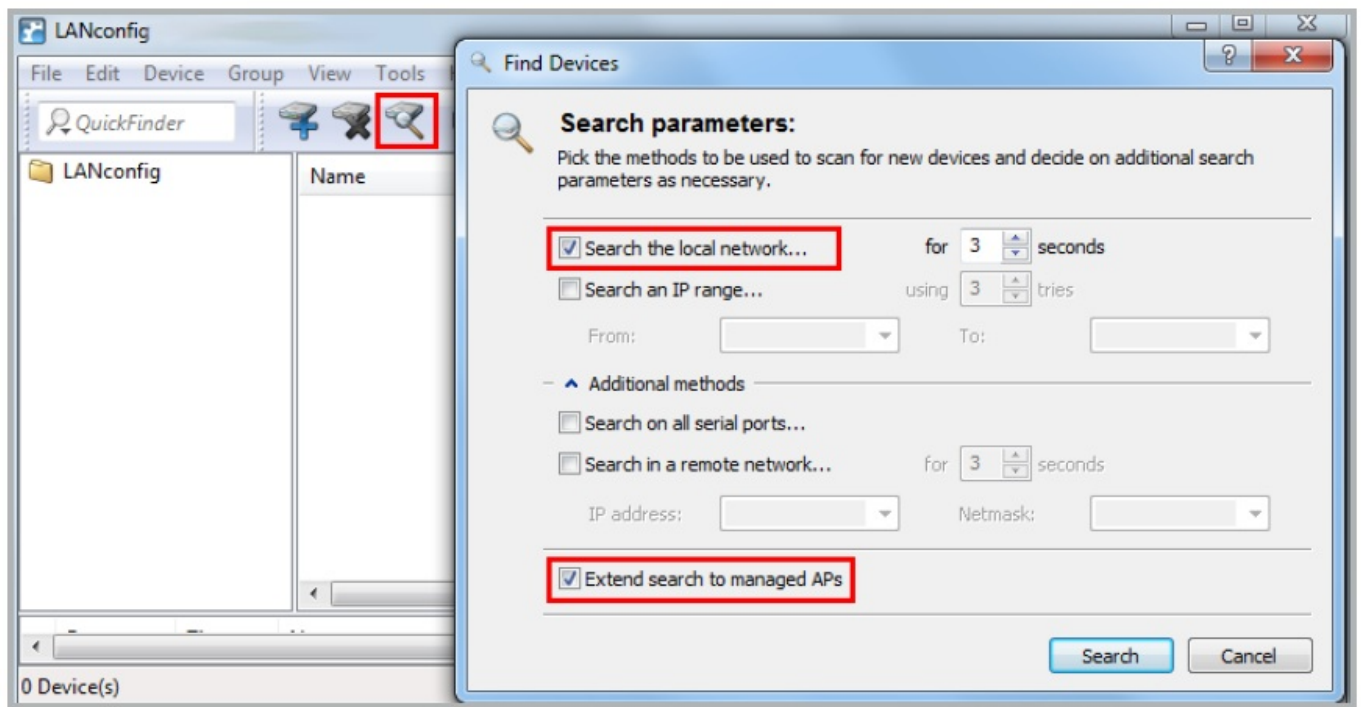 LANconfig
File Edit Device Group View Tools
QuickFinder
LANconfig
Name
0 Device(s)
Find Devices
Search parameters:
Pick the methods to be used to scan for new devices and decide on additional search
parameters as necessary.
Search the local network... for 3 seconds
Search an IP range... using 3 tries
From: To:
Additional methods
Search on all serial ports...
Search in a remote network... for 3 seconds
IP address: Netmask:
Extend search to managed APs
Search Cancel